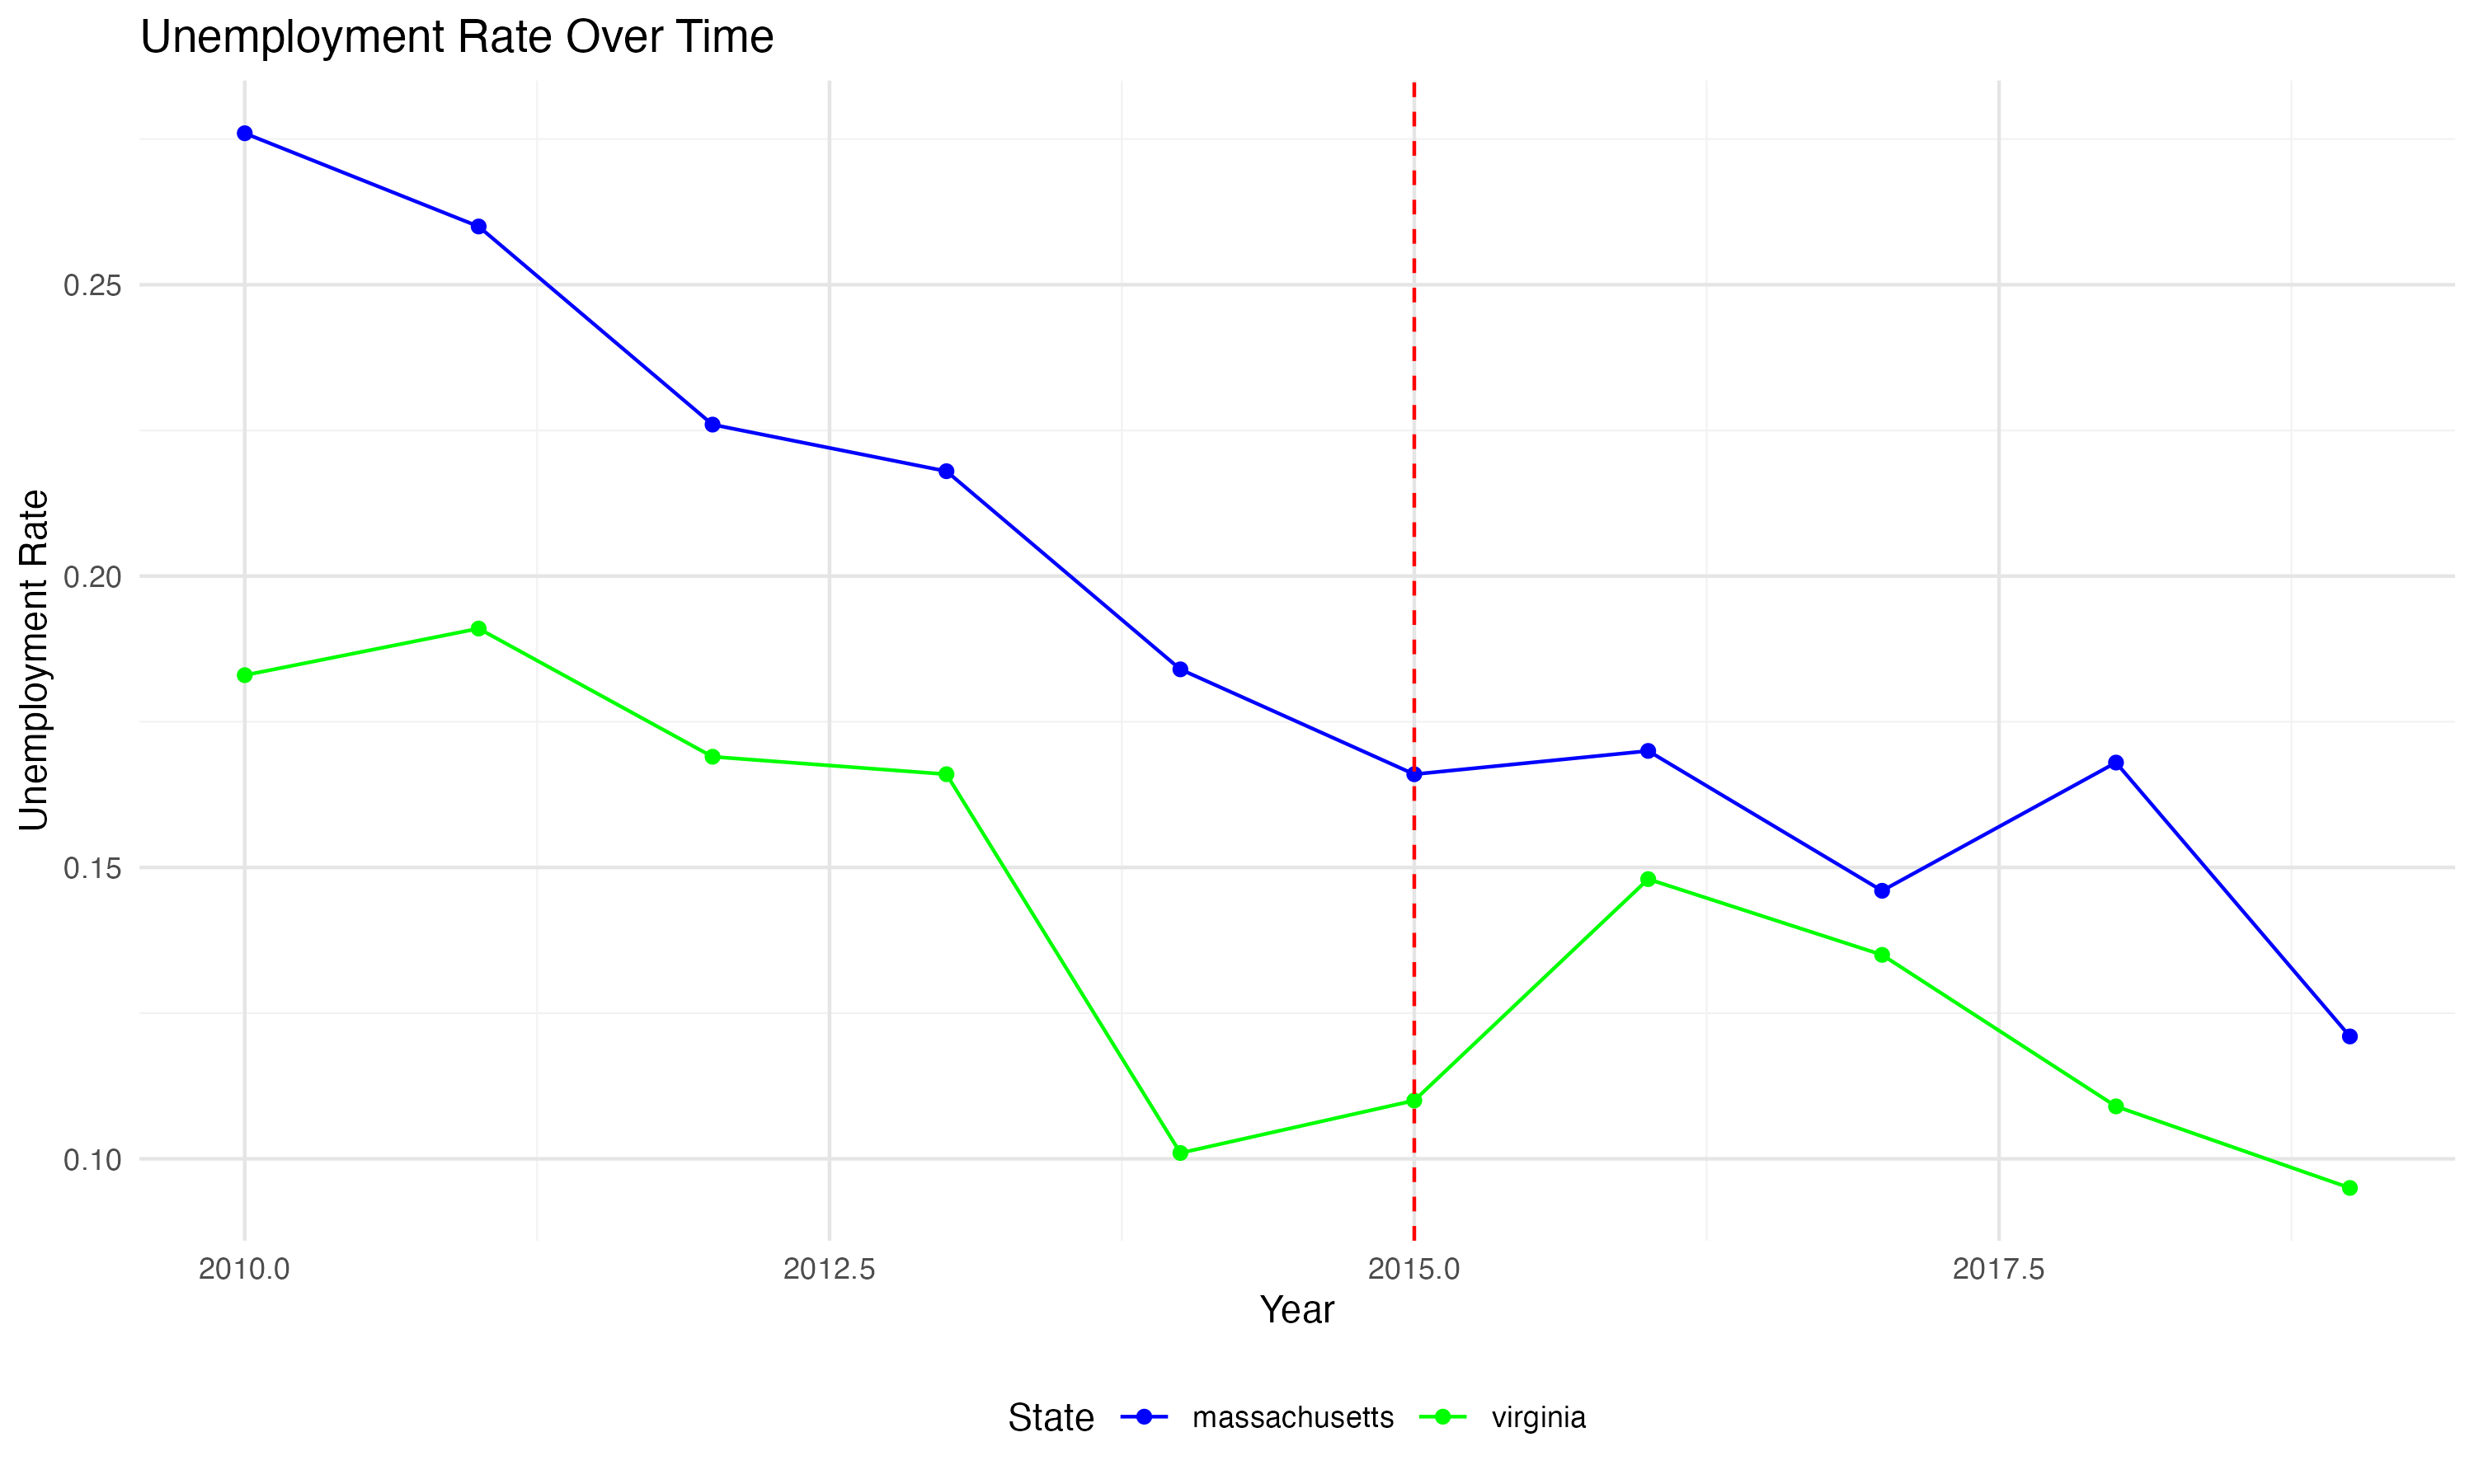 Unemployment Rate Over Time
Unemployment Rate
0.25
0.20
0.15
0.10
2010.0 2012.5 2015.0 2017.5
Year
State massachusetts virginia